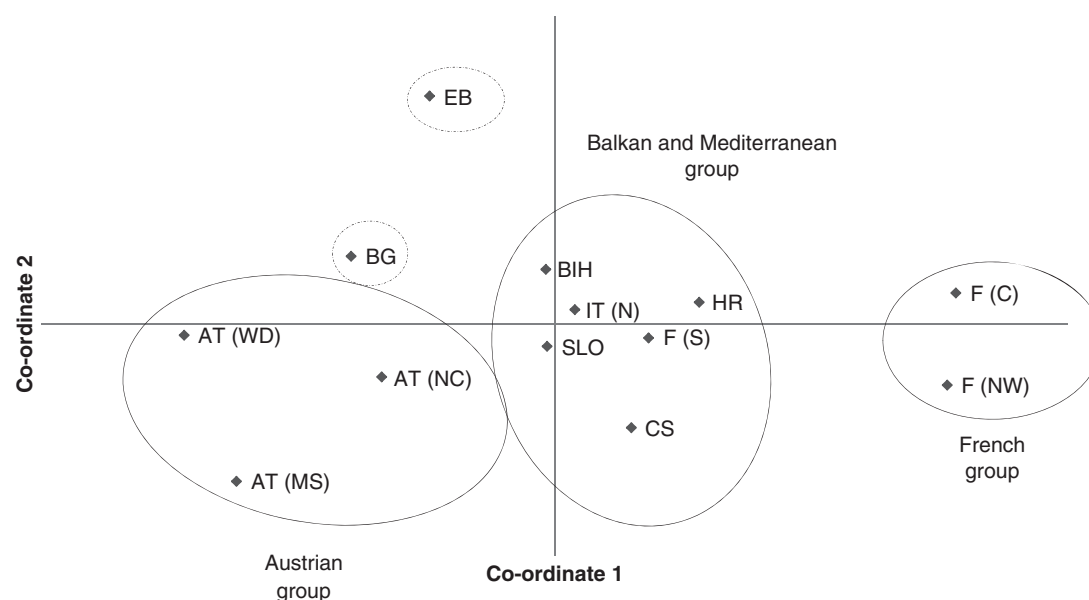 EB
Balkan and Mediterranean
group
BG
BIH
IT (N)
HR
F (C)
Co-ordinate 2
AT (WD)
SLO
F (S)
AT (NC)
F (NW)
CS
French
group
AT (MS)
Austrian
group
Co-ordinate 1